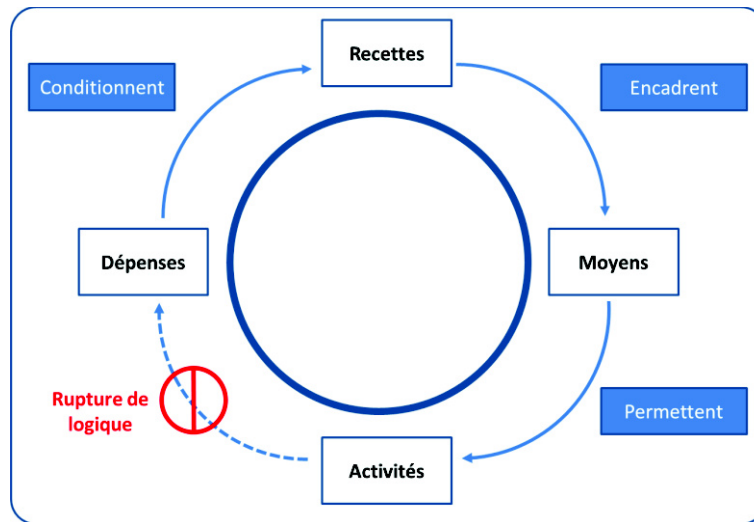 Recettes
Conditionnent
Encadrent
Dépenses
Moyens
Rupture de
logique
Permettent
Activités